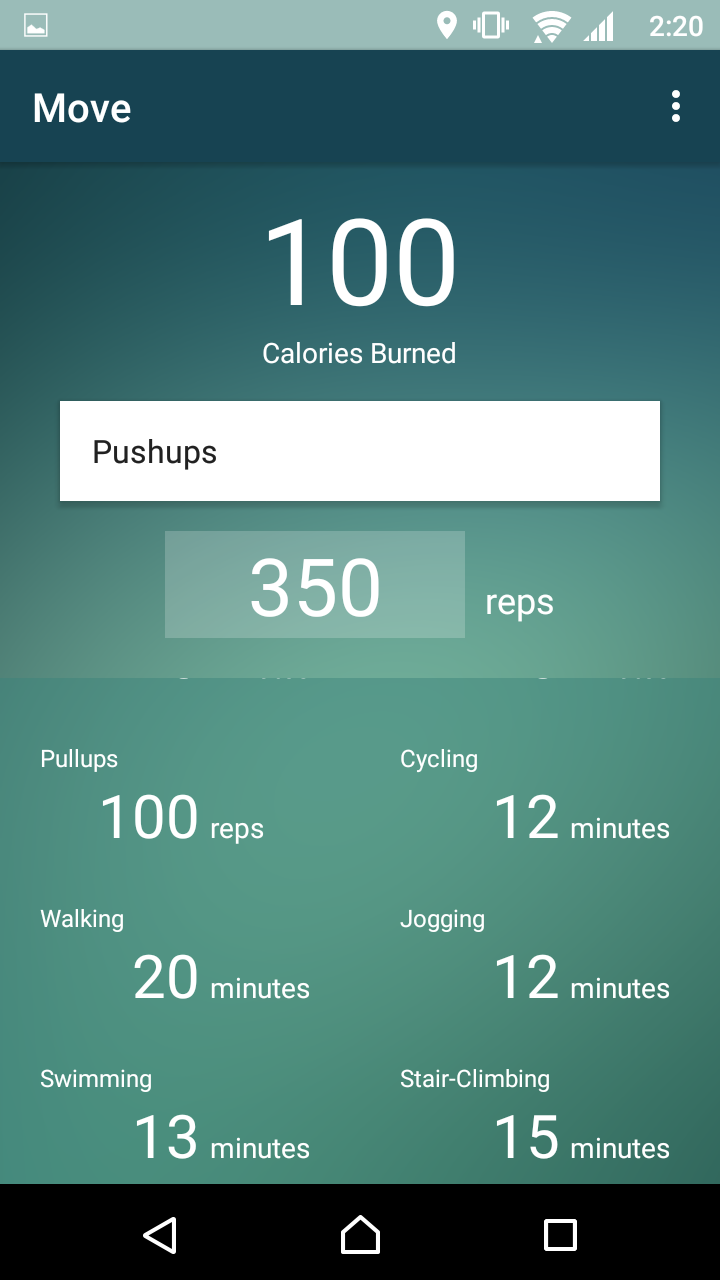 2:20
Move
100
Calories Burned
Pushups
350 reps
Pullups
100 reps
Cycling
12 minutes
Walking
20 minutes
Jogging
12 minutes
Swimming
13 minutes
Stair-Climbing
15 minutes